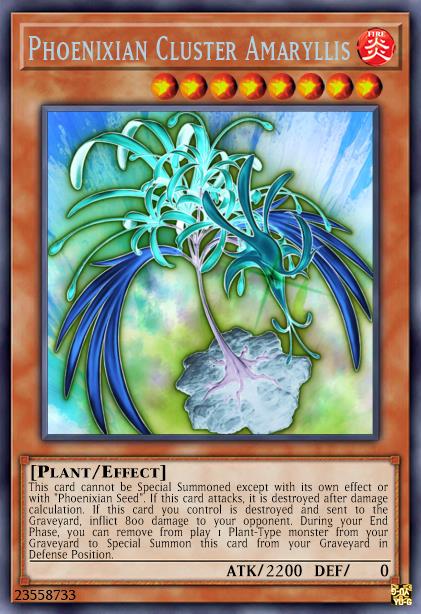 PHOENIXIAN CLUSTER AMARYLLIS
FIRE
炎
[PLANT/EFFECT]
This card cannot be Special Summoned except with its own effect or
with "Phoenixian Seed". If this card attacks, it is destroyed after damage
calculation. If this card you control is destroyed and sent to the
Graveyard, inflict 800 damage to your opponent. During your End
Phase, you can remove from play 1 Plant-Type monster from your
Graveyard to Special Summon this card from your Graveyard in
Defense Position.
ATK/2200 DEF/ 0
23558733